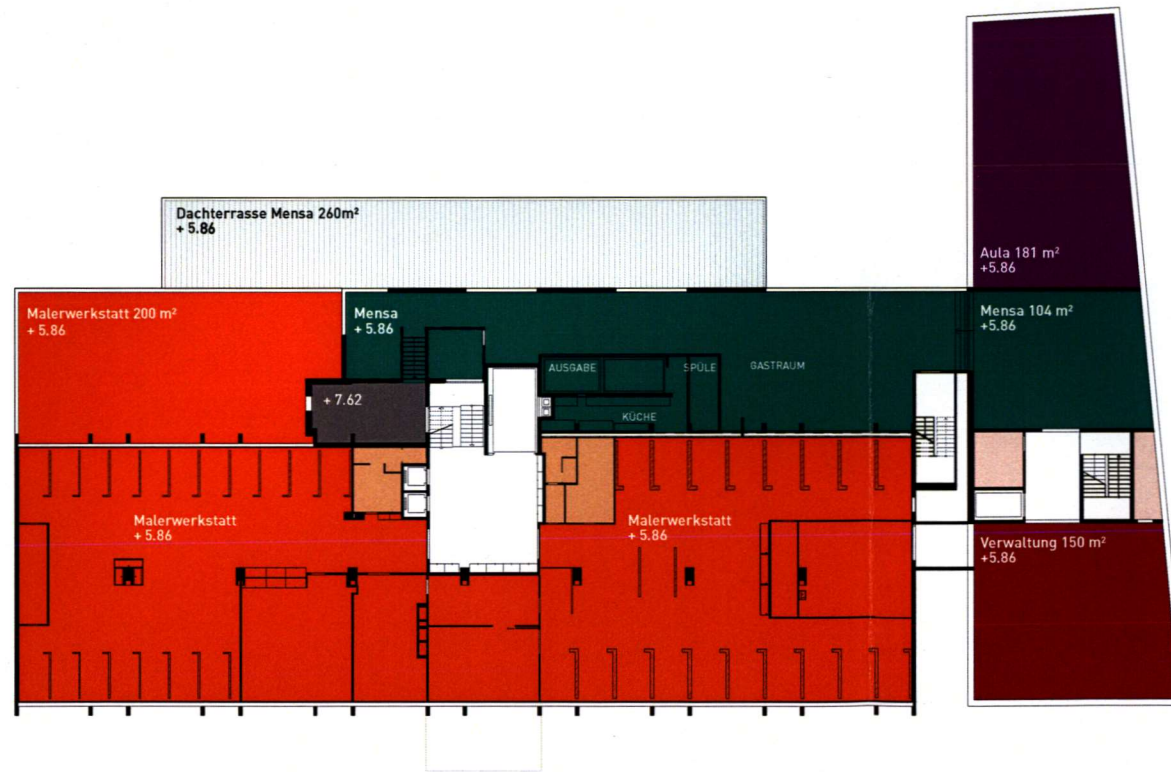 Dachterrasse Mensa 260m²
+ 5.86
Aula 181 m²
+5.86
Malerwerkstatt 200 m²
+ 5.86
Mensa
+ 5.86
Mensa 104 m²
+5.86
AUSGABE
SPÜLE
GASTRAUM
+ 7.62
KÜCHE
Malerwerkstatt
+ 5.86
Malerwerkstatt
+ 5.86
Verwaltung 150 m²
+5.86